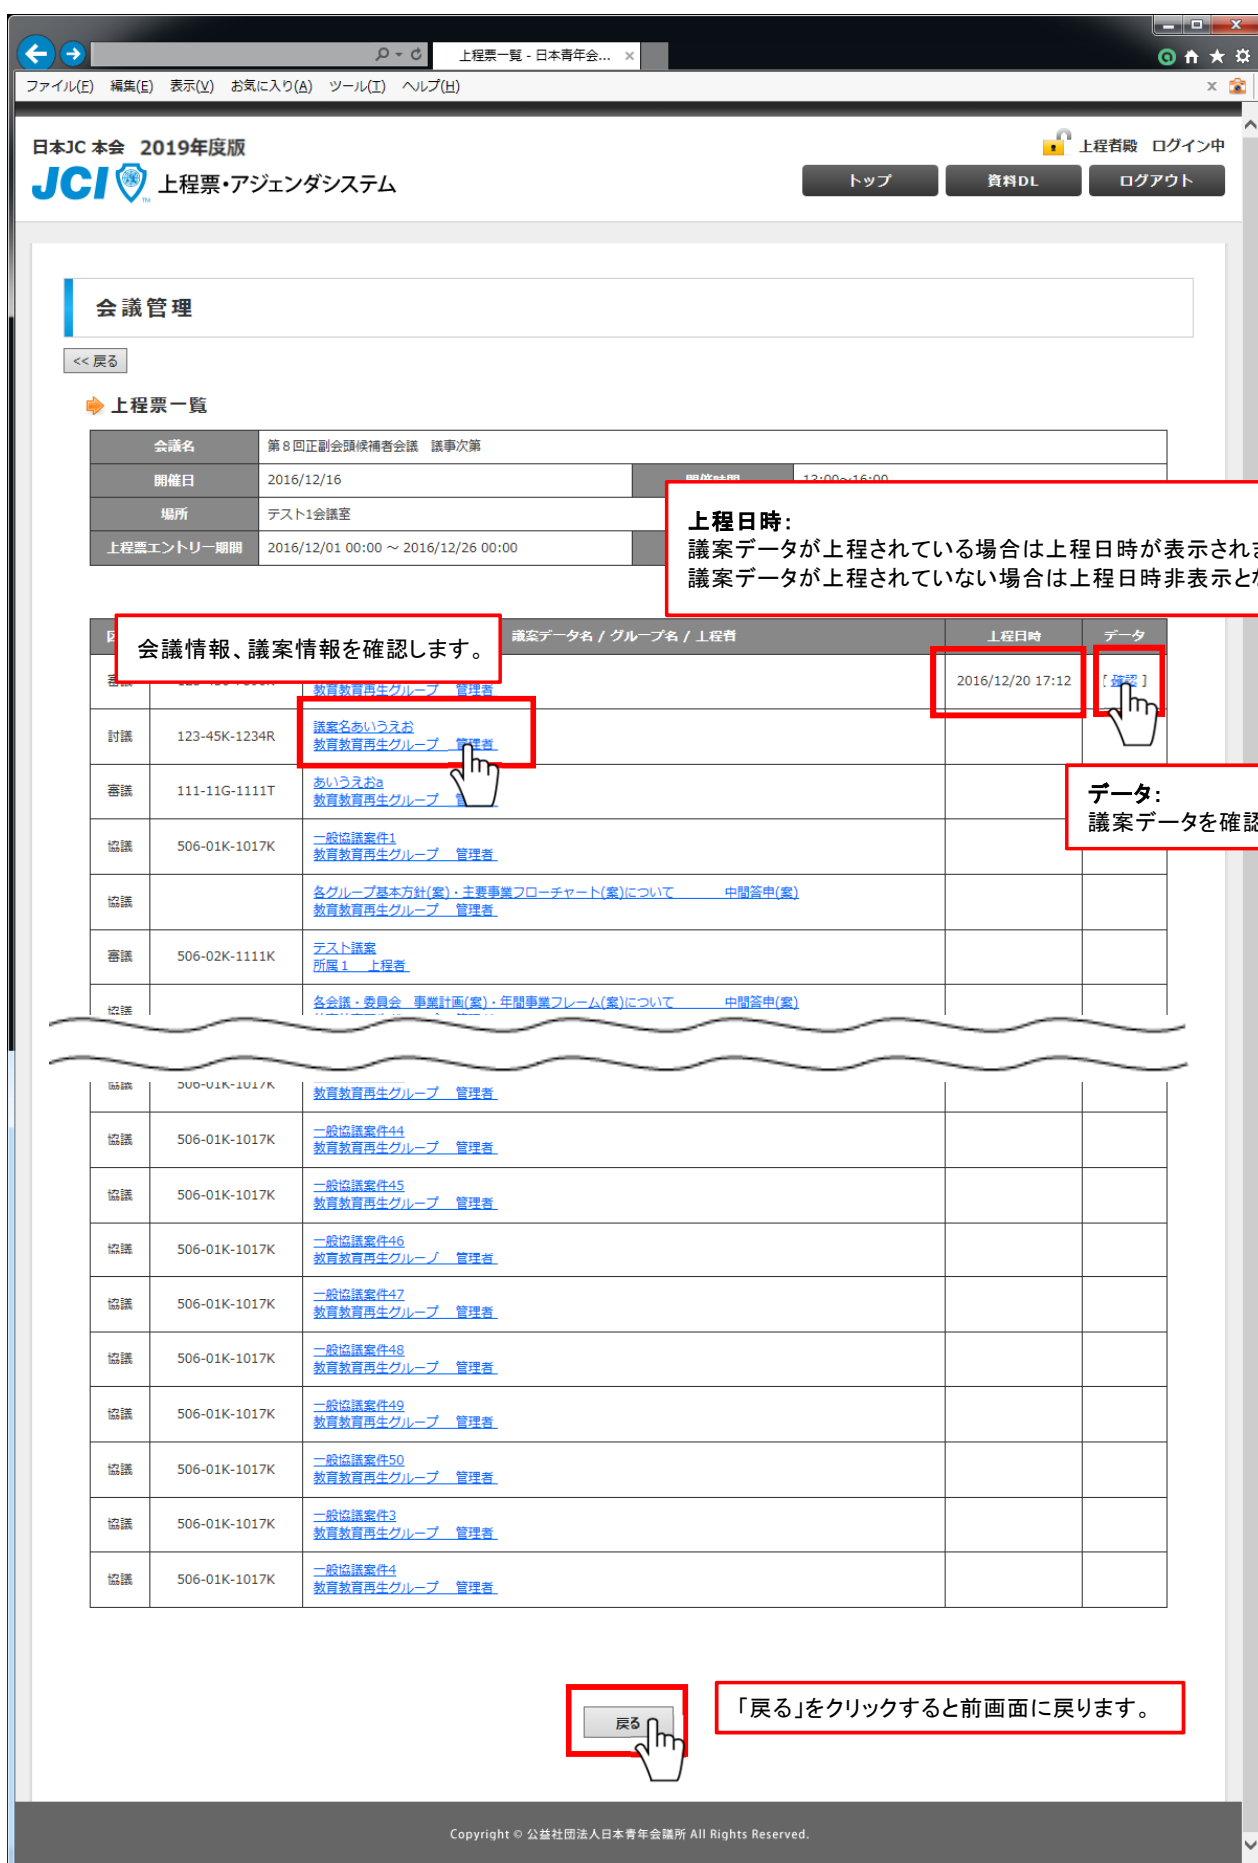 上程票一覧 - 日本青年会...
ファイル(F) 編集(E) 表示(V) お気に入り(A) ツール(T) ヘルプ(H)
日本JC 本会 2019年度版
上程者殿 ログイン中
JCI 上程票・アジェンダシステム
トップ 資料DL ログアウト
会議管理
<< 戻る
上程票一覧
会議名 第8回正副会頭候補者会議 議事次第
開催日 2016/12/16 開催時間 13:00~16:00
場所 テスト1会議室
上程票エントリー期間 2016/12/01 00:00 ~ 2016/12/26 00:00
上程日時:
議案データが上程されている場合は上程日時が表示されま
議案データが上程されていない場合は上程日時非表示とな
会議情報、議案情報を確認します。
議案データ名 / グループ名 / 上程者 上程日時 データ
審議 教育教育再生グループ 管理者 2016/12/20 17:12 [ 確認 ]
討議 123-45K-1234R 議案名あいうえお
教育教育再生グループ 管理者
審議 111-11G-1111T あいうえおa
教育教育再生グループ
データ:
議案データを確認
協議 506-01K-1017K 一般協議案件1
教育教育再生グループ 管理者
協議 各グループ基本方針(案)・主要事業フローチャート(案)について 中間答申(案)
教育教育再生グループ 管理者
審議 506-02K-1111K テスト議案
所属1 上程者
協議 各会議・委員会 事業計画(案)・年間事業フレーム(案)について 中間答申(案)
協議 506-01K-1017K 教育教育再生グループ 管理者
協議 506-01K-1017K 一般協議案件44
教育教育再生グループ 管理者
協議 506-01K-1017K 一般協議案件45
教育教育再生グループ 管理者
協議 506-01K-1017K 一般協議案件46
教育教育再生グループ 管理者
協議 506-01K-1017K 一般協議案件47
教育教育再生グループ 管理者
協議 506-01K-1017K 一般協議案件48
教育教育再生グループ 管理者
協議 506-01K-1017K 一般協議案件49
教育教育再生グループ 管理者
協議 506-01K-1017K 一般協議案件50
教育教育再生グループ 管理者
協議 506-01K-1017K 一般協議案件3
教育教育再生グループ 管理者
協議 506-01K-1017K 一般協議案件4
教育教育再生グループ 管理者
戻る
「戻る」をクリックすると前画面に戻ります。
Copyright © 公益社団法人日本青年会議所 All Rights Reserved.